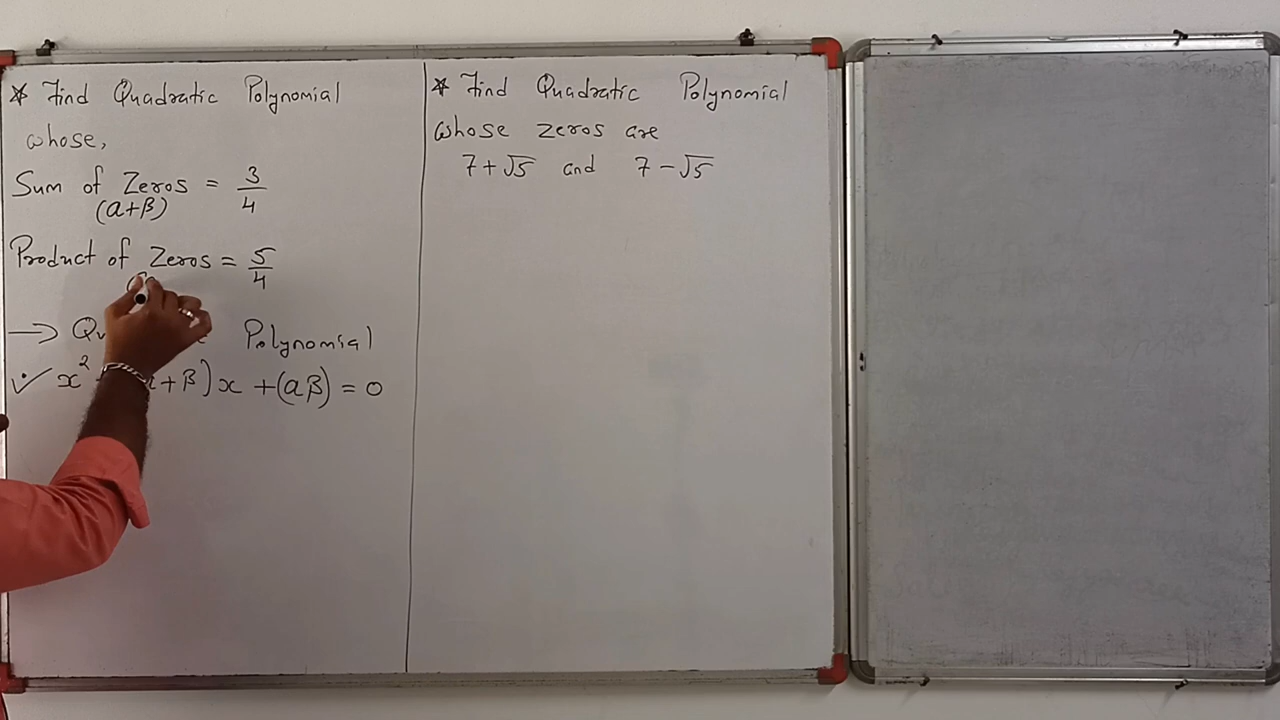 * Find Quadratic Polynomial
whose,
Sum of Zeros = 3/4
(α+β)
Product of Zeros = 5/4
(
→ Polynomial
✓ x² + β)x + (αβ) = 0
* Find Quadratic Polynomial
whose zeros are
7+√5 and 7-√5